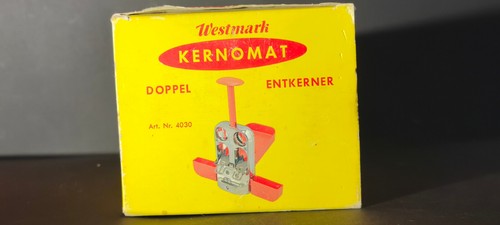 Westmark
KERNOMAT
DOPPEL ENTKERNER
Art. Nr. 4030